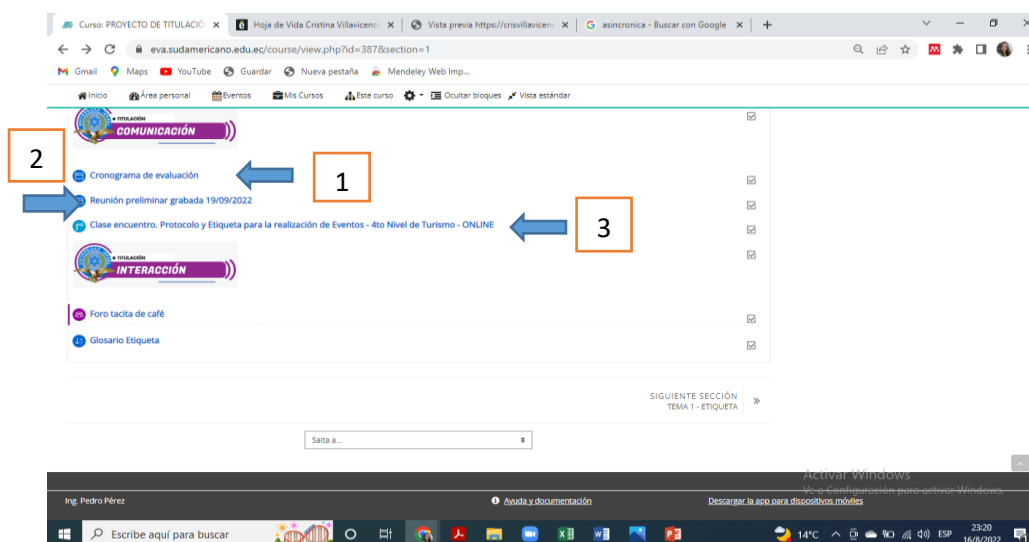 Curso: PROYECTO DE TITULACIÓ
Hoja de Vida Cristina Villavicenc
Vista previa https://crisvillavicenc
asincronica - Buscar con Google
eva.sudamericano.edu.ec/course/view.php?id=387&section=1
Gmail Maps YouTube Guardar Nueva pestaña Mendeley Web Imp...
Inicio Área personal Eventos Mis Cursos Este curso Ocultar bloques Vista estándar
TITULACIÓN
COMUNICACIÓN
2
Cronograma de evaluación
1
Reunión preliminar grabada 19/09/2022
Clase encuentro. Protocolo y Etiqueta para la realización de Eventos - 4to Nivel de Turismo - ONLINE
3
TITULACIÓN
INTERACCIÓN
Foro tacita de café
Glosario Etiqueta
SIGUIENTE SECCIÓN
TEMA 1 - ETIQUETA
Salta a...
Activar Windows
Ve a Configuración para activar Windows.
Ing. Pedro Pérez
Ayuda y documentación
Descargar la app para dispositivos móviles
Escribe aquí para buscar
14°C
ESP
23:20
16/8/2022